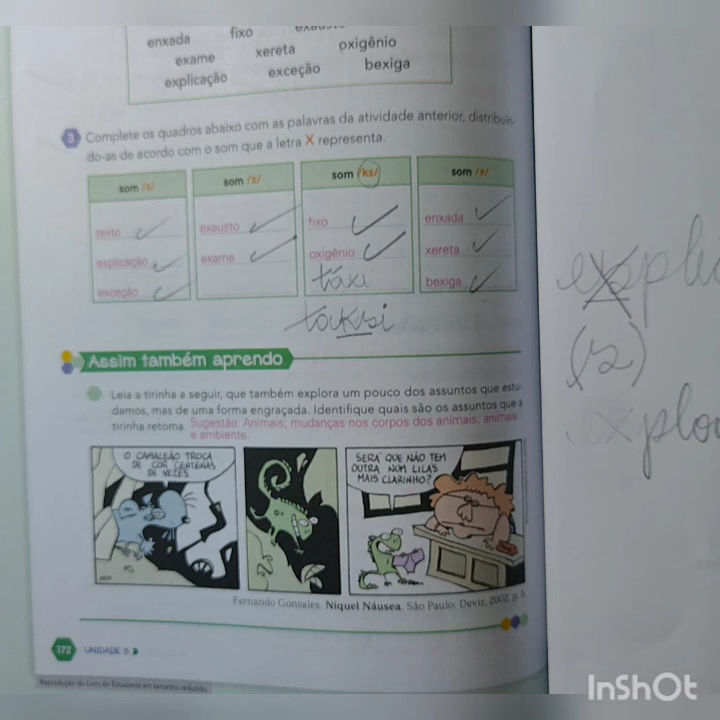 enxada fixo
exame xereta oxigênio
explicação exceção bexiga
3 Complete os quadros abaixo com as palavras da atividade anterior, distribuin-
do-as de acordo com o som que a letra X representa.
som /s/ som /z/ som /ks/ som /x/
texto exausto fixo enxada
explicação exame oxigênio xereta
exceção táxi bexiga
taksi
(s)
Assim também aprendo
Leia a tirinha a seguir, que também explora um pouco dos assuntos que estu-
damos, mas de uma forma engraçada. Identifique quais são os assuntos que a
tirinha retoma. Sugestão: Animais; mudanças nos corpos dos animais; animais
e ambiente.
O CAMALEÃO TROCA
DE COR CENTENAS
DE VEZES
SERÁ QUE NÃO TEM
OUTRA NUM LILÁS
MAIS CLARINHO?
Fernando Gonsales. Níquel Náusea. São Paulo: Devir, 2002. p. 5.
172 UNIDADE 5
Reprodução do Livro do Estudante em tamanho reduzido.
InShOt